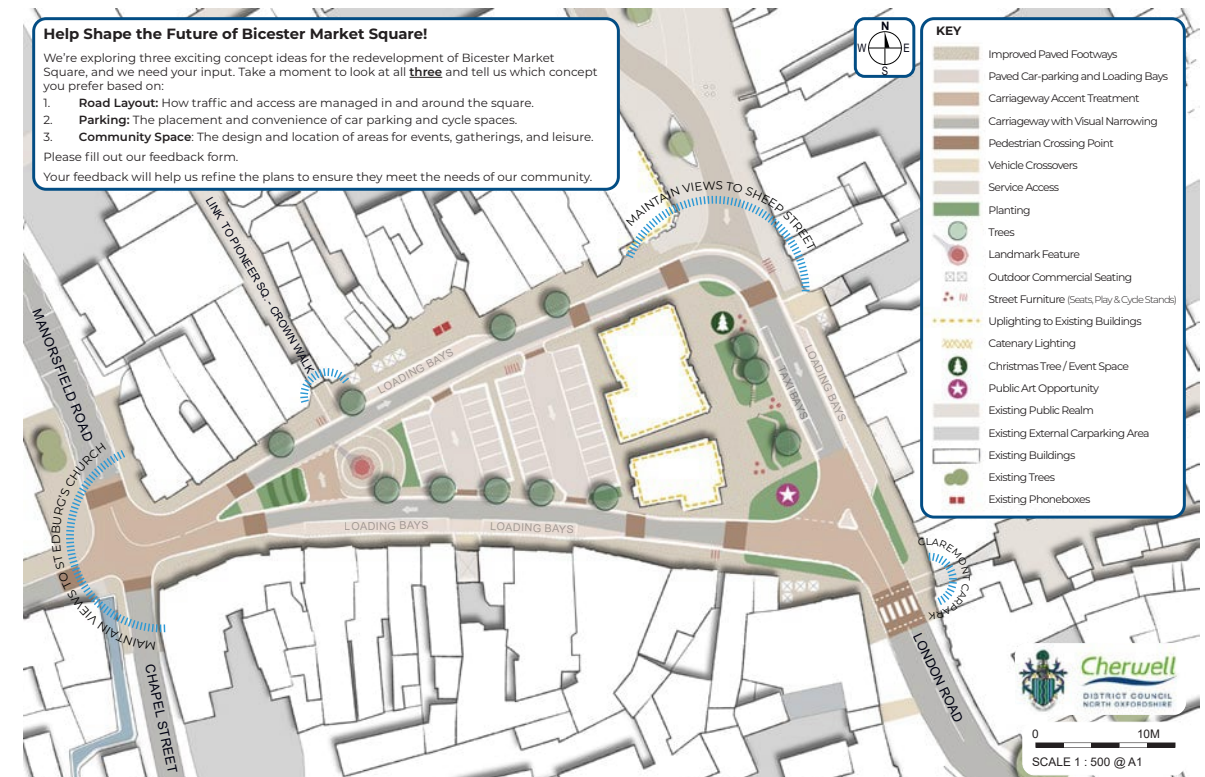 Help Shape the Future of Bicester Market Square!
We're exploring three exciting concept ideas for the redevelopment of Bicester Market
Square, and we need your input. Take a moment to look at all three and tell us which concept
you prefer based on:
1. Road Layout: How traffic and access are managed in and around the square.
2. Parking: The placement and convenience of car parking and cycle spaces.
3. Community Space: The design and location of areas for events, gatherings, and leisure.
Please fill out our feedback form.
Your feedback will help us refine the plans to ensure they meet the needs of our community.
N
W E
S
KEY
Improved Paved Footways
Paved Car-parking and Loading Bays
Carriageway Accent Treatment
Carriageway with Visual Narrowing
Pedestrian Crossing Point
Vehicle Crossovers
Service Access
Planting
Trees
Landmark Feature
Outdoor Commercial Seating
Street Furniture (Seats, Play & Cycle Stands)
Uplighting to Existing Buildings
Catenary Lighting
Christmas Tree / Event Space
Public Art Opportunity
Existing Public Realm
Existing External Carparking Area
Existing Buildings
Existing Trees
Existing Phoneboxes
MAINTAIN VIEWS TO SHEEP STREET
LINK TO PIONEER SQ. - CROWN WALK
MANORSFIELD ROAD
LOADING BAYS
TAXI BAYS
LOADING BAYS
MAINTAIN VIEWS TO ST EDBURG'S CHURCH
LOADING BAYS
LOADING BAYS
CLAREMONT CARPARK
CHAPEL STREET
LONDON ROAD
Cherwell
DISTRICT COUNCIL
NORTH OXFORDSHIRE
0 10M
SCALE 1 : 500 @ A1